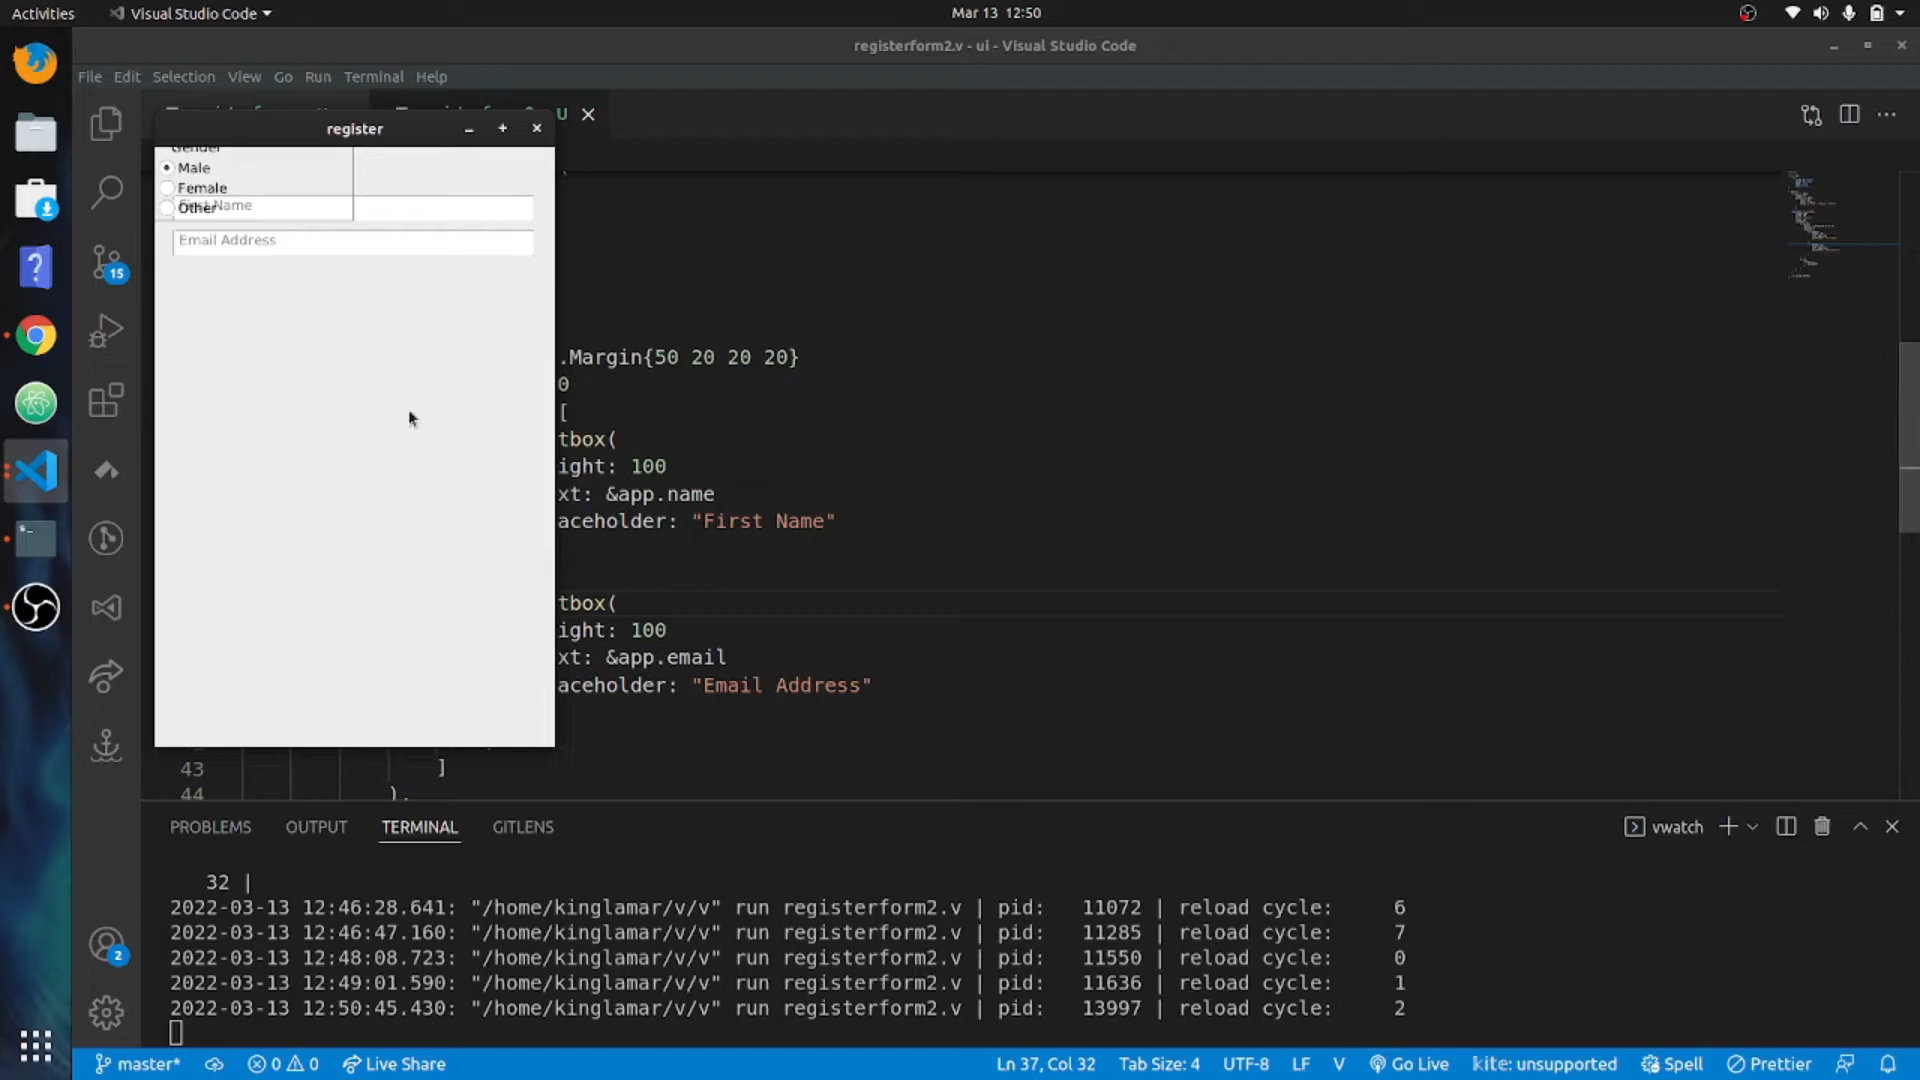 Activities
Visual Studio Code
Mar 13 12:50
registerform2.v - ui - Visual Studio Code
File Edit Selection View Go Run Terminal Help
U
register
Gender
Male
Female
Other
First Name
Email Address
.Margin{50 20 20 20}
0
[
tbox(
ight: 100
xt: &app.name
aceholder: "First Name"
tbox(
ight: 100
xt: &app.email
aceholder: "Email Address"
43 ]
44 ),
15
2
PROBLEMS OUTPUT TERMINAL GITLENS
vwatch
32 |
2022-03-13 12:46:28.641: "/home/kinglamar/v/v" run registerform2.v | pid: 11072 | reload cycle: 6
2022-03-13 12:46:47.160: "/home/kinglamar/v/v" run registerform2.v | pid: 11285 | reload cycle: 7
2022-03-13 12:48:08.723: "/home/kinglamar/v/v" run registerform2.v | pid: 11550 | reload cycle: 0
2022-03-13 12:49:01.590: "/home/kinglamar/v/v" run registerform2.v | pid: 11636 | reload cycle: 1
2022-03-13 12:50:45.430: "/home/kinglamar/v/v" run registerform2.v | pid: 13997 | reload cycle: 2
master* 0 0 Live Share Ln 37, Col 32 Tab Size: 4 UTF-8 LF V Go Live kite: unsupported Spell Prettier